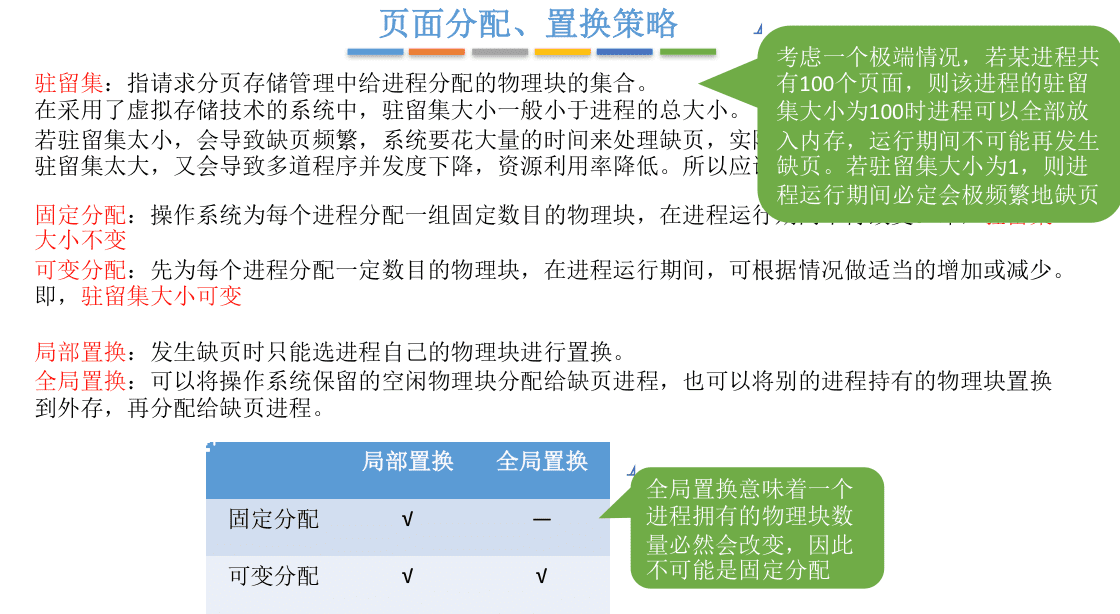 页面分配、置换策略
驻留集：指请求分页存储管理中给进程分配的物理块的集合。
在采用了虚拟存储技术的系统中，驻留集大小一般小于进程的总大小。
若驻留集太小，会导致缺页频繁，系统要花大量的时间来处理缺页，实
驻留集太大，又会导致多道程序并发度下降，资源利用率降低。所以应
考虑一个极端情况，若某进程共
有100个页面，则该进程的驻留
集大小为100时进程可以全部放
入内存，运行期间不可能再发生
缺页。若驻留集大小为1，则进
程运行期间必定会极频繁地缺页
固定分配：操作系统为每个进程分配一组固定数目的物理块，在进程运行
大小不变
可变分配：先为每个进程分配一定数目的物理块，在进程运行期间，可根据情况做适当的增加或减少。
即，驻留集大小可变
局部置换：发生缺页时只能选进程自己的物理块进行置换。
全局置换：可以将操作系统保留的空闲物理块分配给缺页进程，也可以将别的进程持有的物理块置换
到外存，再分配给缺页进程。
局部置换 全局置换
固定分配 √ —
可变分配 √ √
全局置换意味着一个
进程拥有的物理块数
量必然会改变，因此
不可能是固定分配